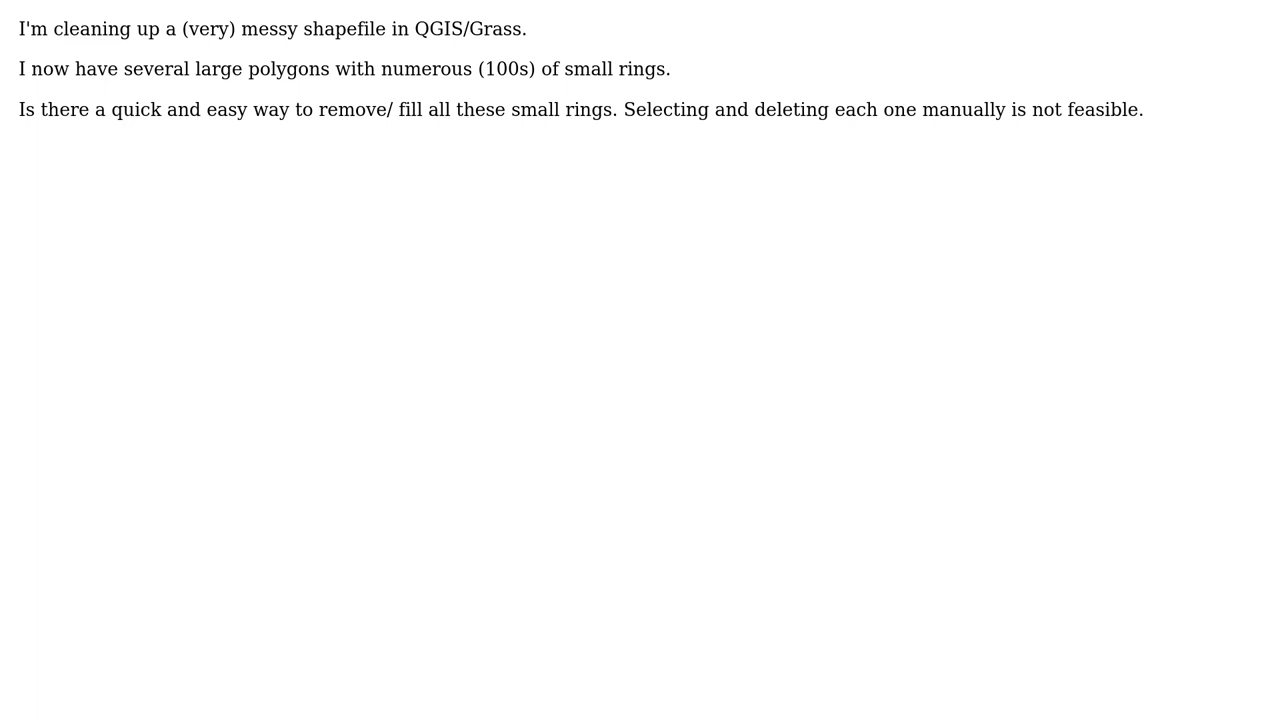 I'm cleaning up a (very) messy shapefile in QGIS/Grass.
I now have several large polygons with numerous (100s) of small rings.
Is there a quick and easy way to remove/ fill all these small rings. Selecting and deleting each one manually is not feasible.